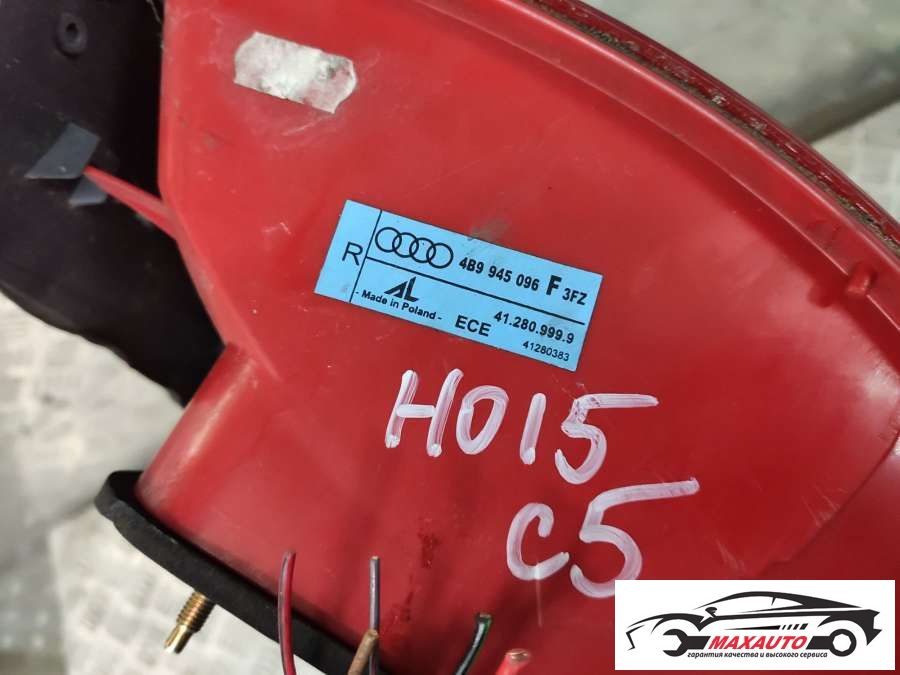 R
4B9 945 096 F 3FZ
AL
- Made in Poland -
ECE
41.280.999.9
41280383
H015
C5
MAXAUTO
гарантия качества и высокого сервиса